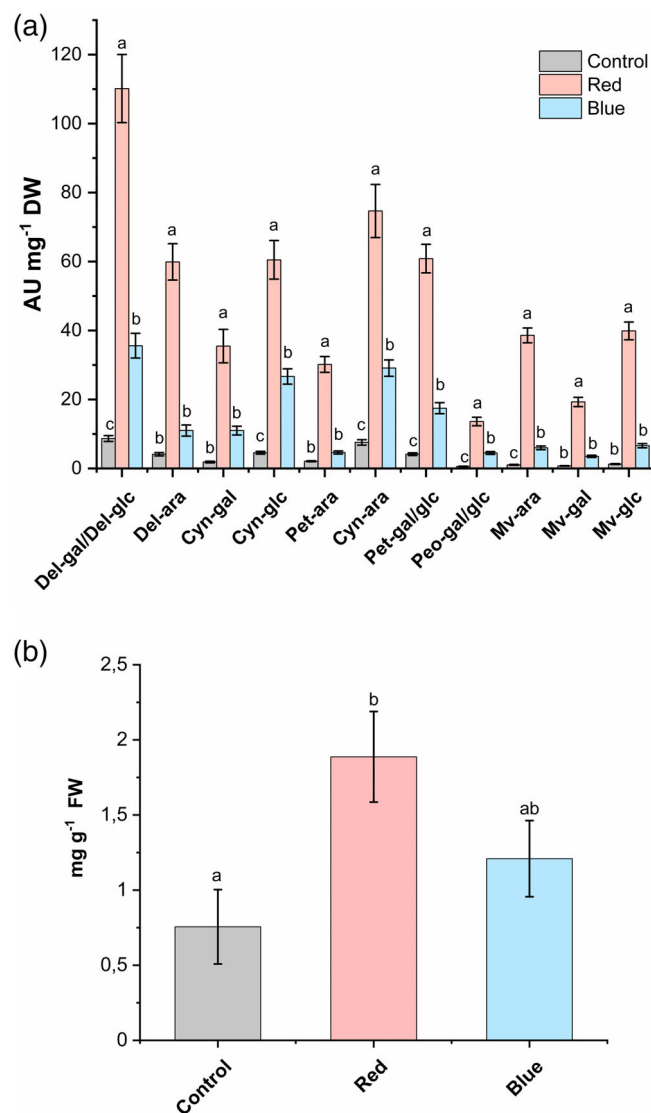 (a)
a
Control
Red
Blue
120
100
80
60
40
20
0
AU mg⁻¹ DW
c b
b a b
b a b
c a b
b a b
c a b
c a b
c a b
c a b
c a b
c a b
Del-gal/Del-glc
Del-ara
Cyn-gal
Cyn-glc
Pet-ara
Cyn-ara
Pet-gal/glc
Peo-gal/glc
Mv-ara
Mv-gal
Mv-glc
(b)
2,5
2
1,5
1
0,5
0
mg g⁻¹ FW
a
b
ab
Control
Red
Blue